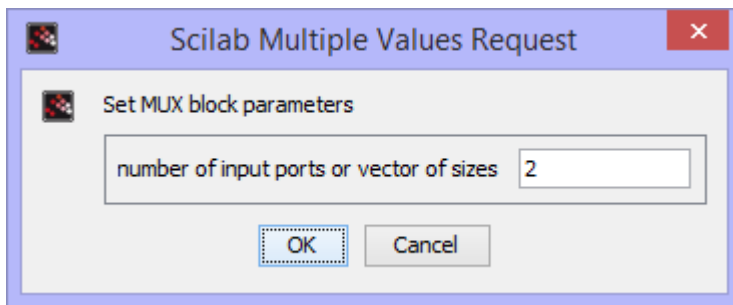 Scilab Multiple Values Request
Set MUX block parameters
number of input ports or vector of sizes 2
OK Cancel